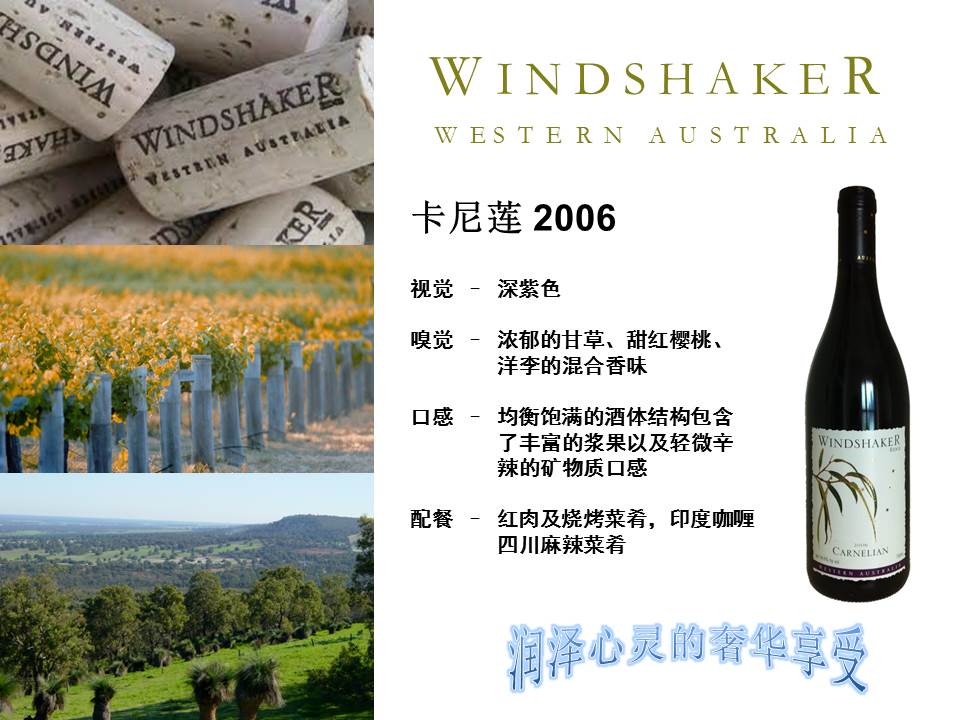 WINDSHAKER
WESTERN AUSTRALIA
WINDSHAKER
WESTERN AUSTRALIA
WINDSHAKER
WESTERN AUSTRALIA
卡尼莲 2006
视觉 – 深紫色
嗅觉 – 浓郁的甘草、甜红樱桃、
洋李的混合香味
口感 – 均衡饱满的酒体结构包含
了丰富的浆果以及轻微辛
辣的矿物质口感
配餐 – 红肉及烧烤菜肴，印度咖喱
四川麻辣菜肴
WINDSHAKER
RIDGE
2006
CARNELIAN
WESTERN AUSTRALIA
润泽心灵的奢华享受